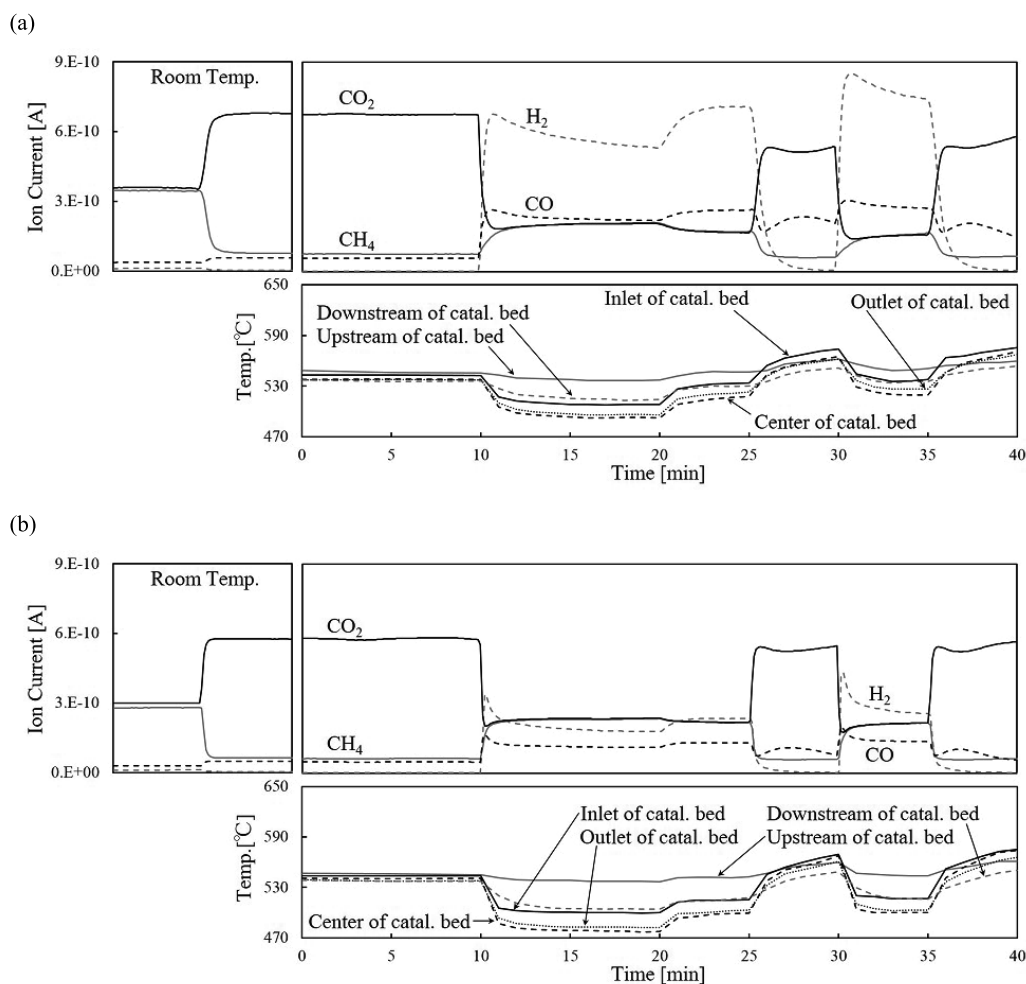 (a)
9.E-10
6.E-10
3.E-10
0.E+00
Ion Current [A]
Room Temp.
CO2
H2
CO
CH4
650
590
530
470
Temp.[℃]
Downstream of catal. bed
Upstream of catal. bed
Inlet of catal. bed
Outlet of catal. bed
Center of catal. bed
0 5 10 15 20 25 30 35 40
Time [min]
(b)
9.E-10
6.E-10
3.E-10
0.E+00
Ion Current [A]
Room Temp.
CO2
CH4
H2
CO
650
590
530
470
Temp.[℃]
Inlet of catal. bed
Outlet of catal. bed
Downstream of catal. bed
Upstream of catal. bed
Center of catal. bed
0 5 10 15 20 25 30 35 40
Time [min]